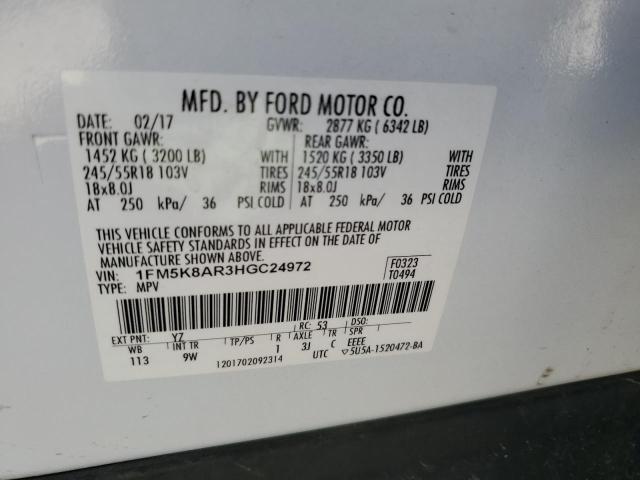 MFD. BY FORD MOTOR CO.
DATE: 02/17 GVWR: 2877 KG ( 6342 LB)
FRONT GAWR: REAR GAWR:
1452 KG ( 3200 LB) WITH 1520 KG ( 3350 LB) WITH
245/55R18 103V TIRES 245/55R18 103V TIRES
18x8.0J RIMS 18x8.0J RIMS
AT 250 kPa/ 36 PSI COLD AT 250 kPa/ 36 PSI COLD
THIS VEHICLE CONFORMS TO ALL APPLICABLE FEDERAL MOTOR
VEHICLE SAFETY STANDARDS IN EFFECT ON THE DATE OF
MANUFACTURE SHOWN ABOVE.
VIN: 1FM5K8AR3HGC24972 F0323
TYPE: MPV T0494
EXT PNT: Y7 RC: 53 DSO:
WB INT TR TP/PS R AXLE TR SPR
113 9W 1 3J C EEEE
1201702092314 UTC ▽5U5A-1520472-BA